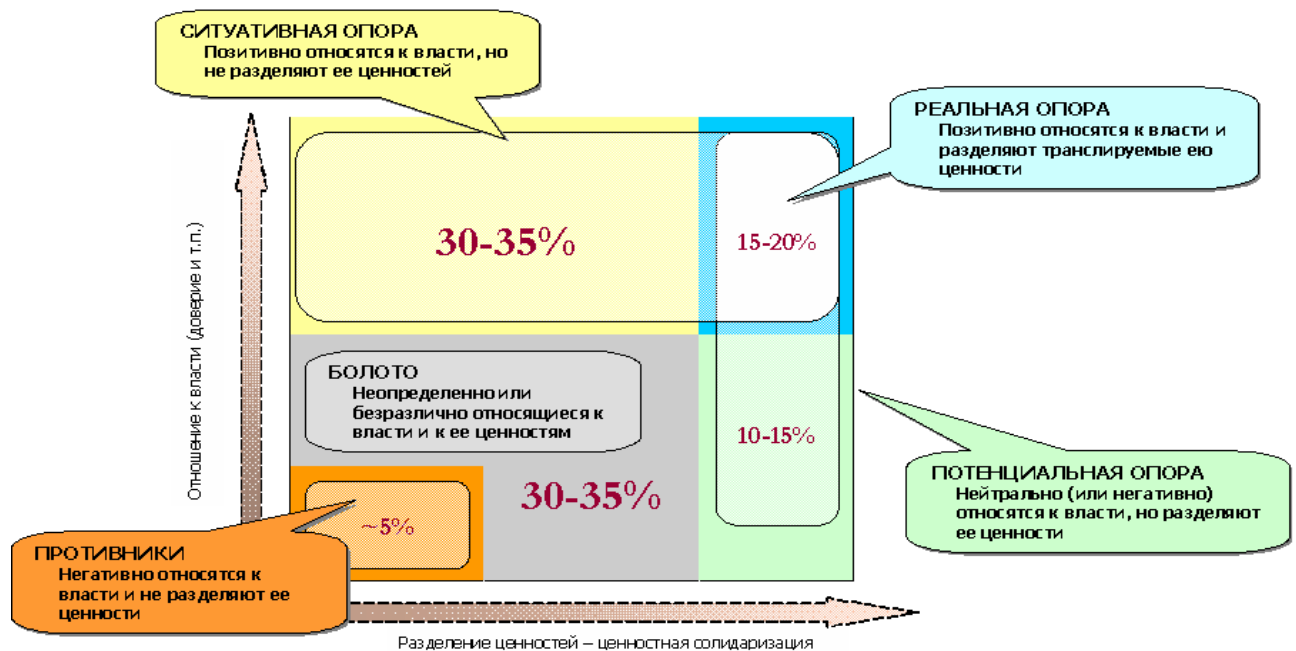 СИТУАТИВНАЯ ОПОРА
Позитивно относятся к власти, но
не разделяют ее ценностей
РЕАЛЬНАЯ ОПОРА
Позитивно относятся к власти и
разделяют транслируемые ею
ценности
30-35%
15-20%
Отношение к власти (доверие и т.п.)
БОЛОТО
Неопределенно или
безразлично относящиеся к
власти и к ее ценностям
10-15%
30-35%
~5%
ПОТЕНЦИАЛЬНАЯ ОПОРА
Нейтрально (или негативно)
относятся к власти, но разделяют
ее ценности
ПРОТИВНИКИ
Негативно относятся к
власти и не разделяют ее
ценности
Разделение ценностей – ценностная солидаризация